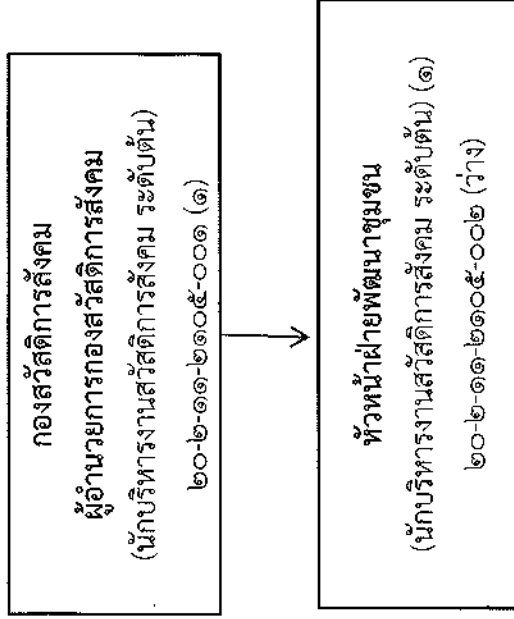 กองสวัสดิการสังคม
ผู้อำนวยการกองสวัสดิการสังคม
(นักบริหารงานสวัสดิการสังคม ระดับต้น)
๒๐-๒-๑๑-๒๑๐๕-๐๐๑ (๑)
หัวหน้าฝ่ายพัฒนาชุมชน
(นักบริหารงานสวัสดิการสังคม ระดับต้น) (๑)
๒๐-๒-๑๑-๒๑๐๕-๐๐๒ (ว่าง)